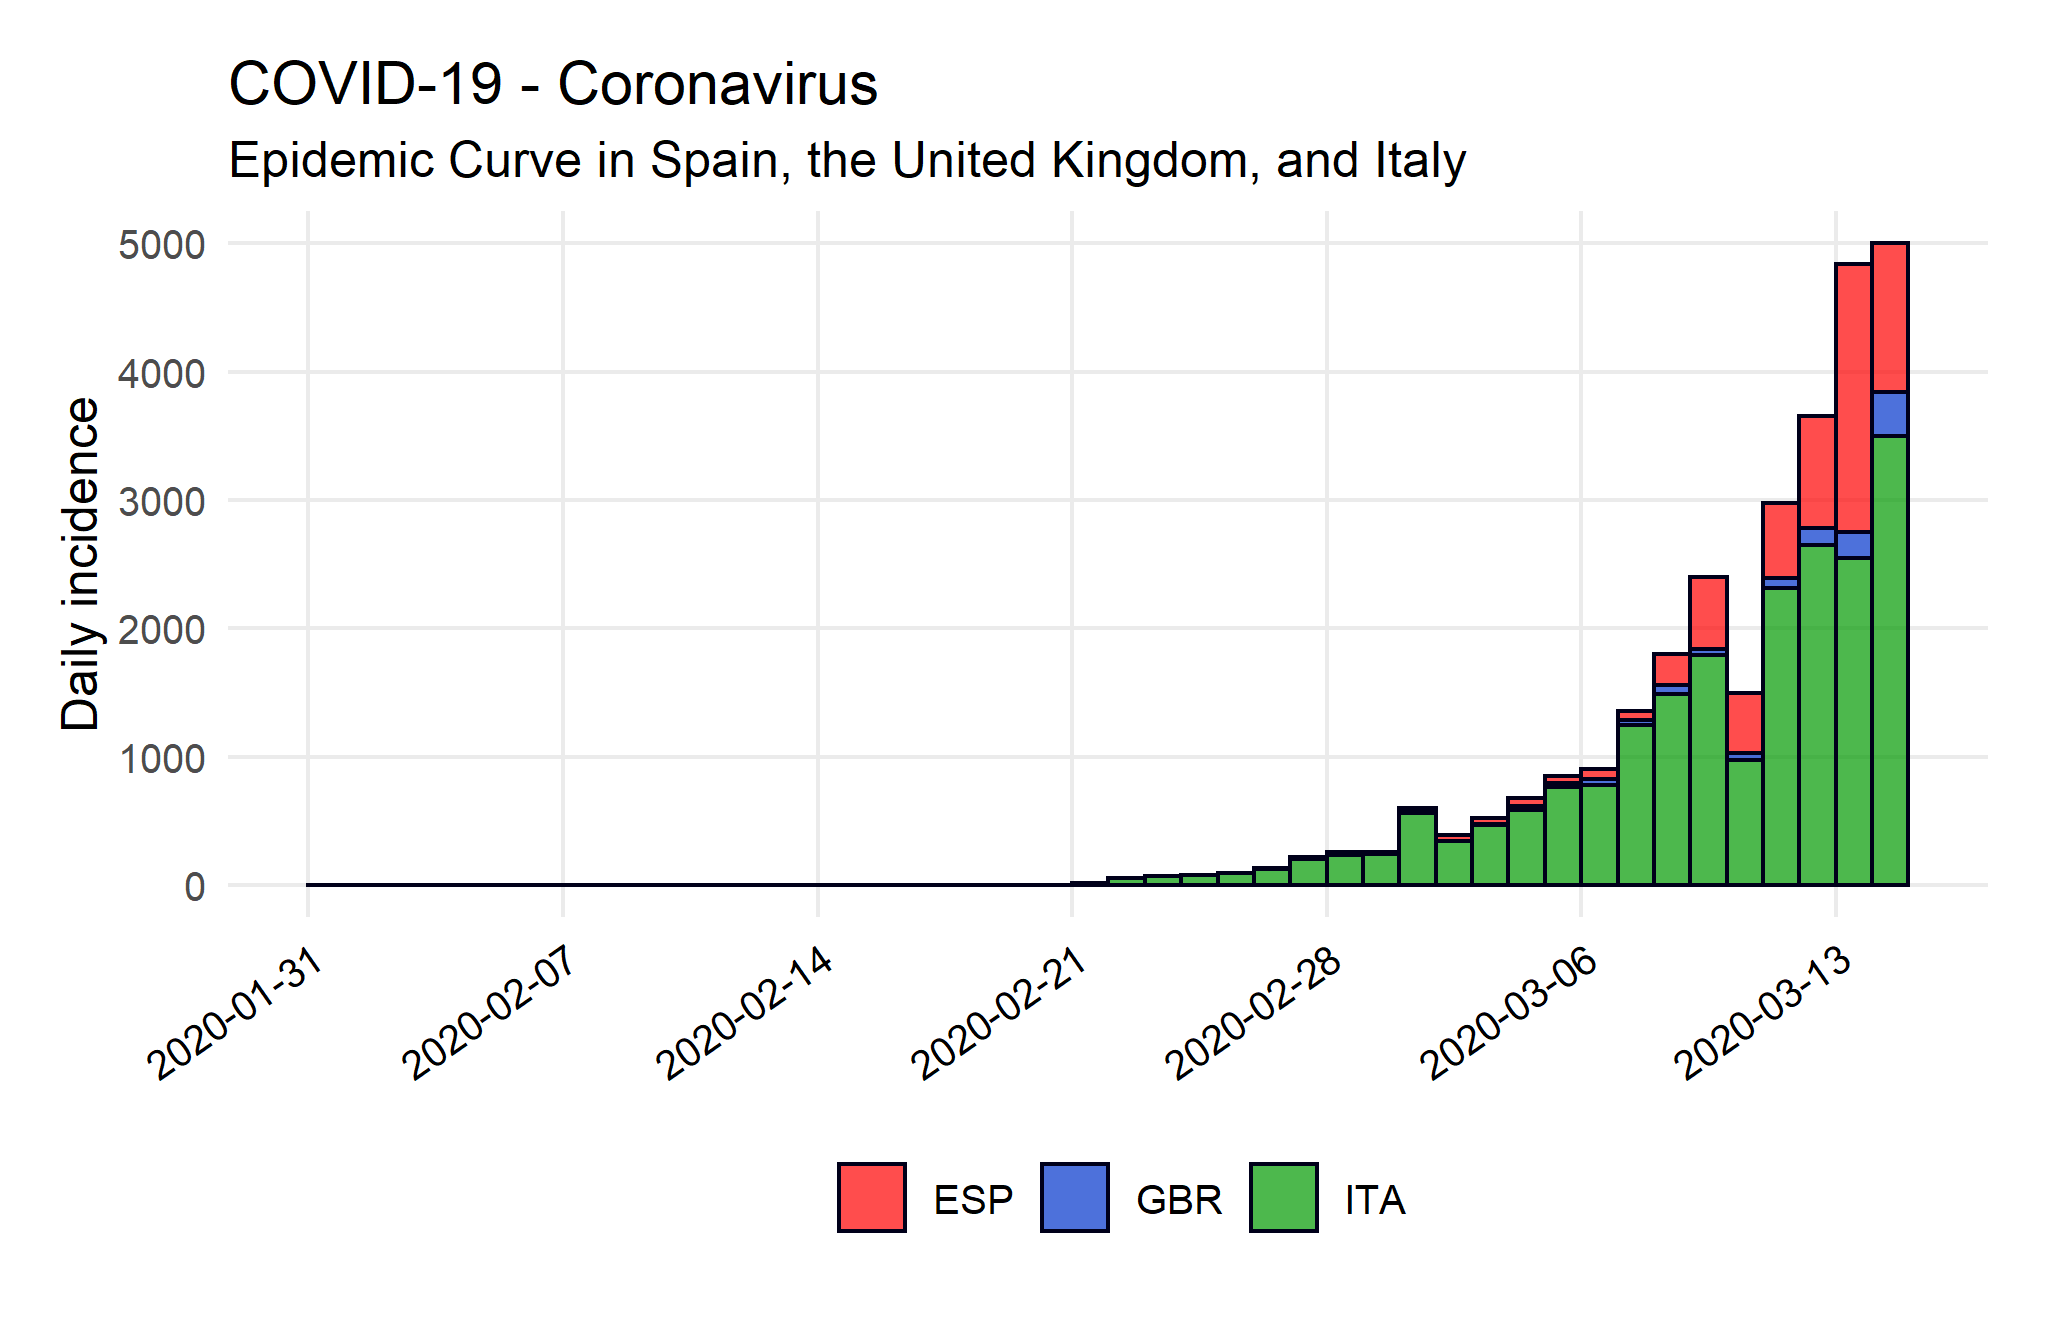 COVID-19 - Coronavirus
Epidemic Curve in Spain, the United Kingdom, and Italy
Daily incidence
5000
4000
3000
2000
1000
0
2020-01-31
2020-02-07
2020-02-14
2020-02-21
2020-02-28
2020-03-06
2020-03-13
ESP
GBR
ITA